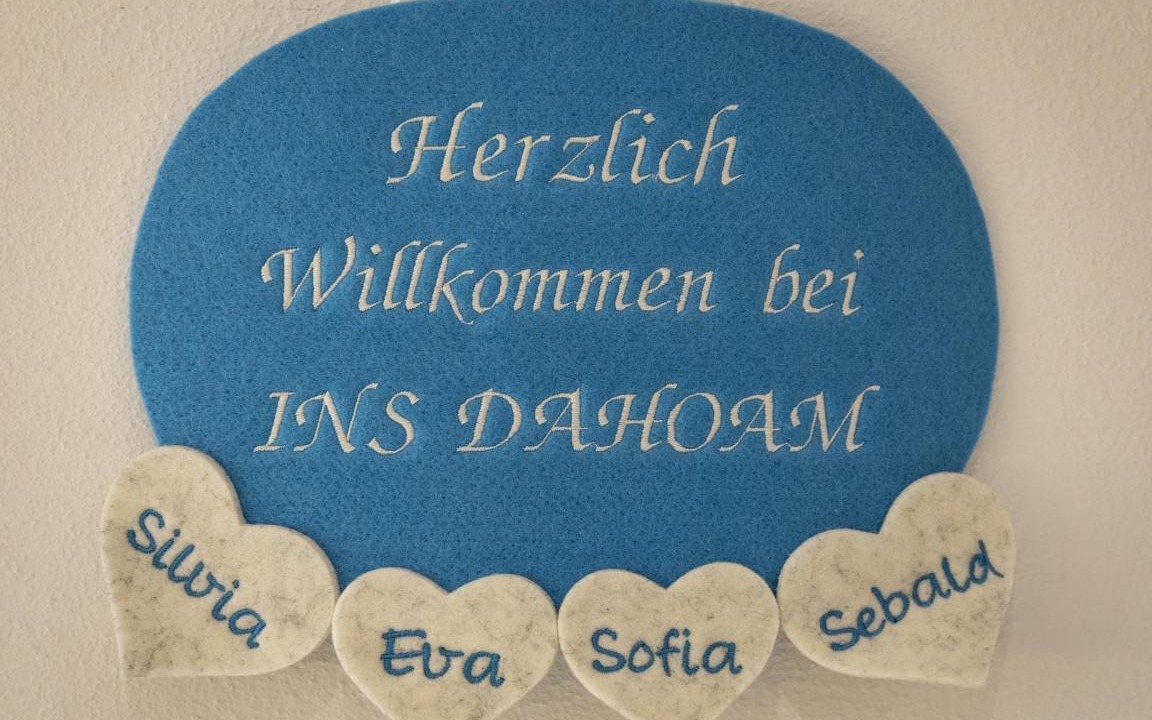 Herzlich
Willkommen bei
INS DAHOAM
Silvia
Eva
Sofia
Sebald